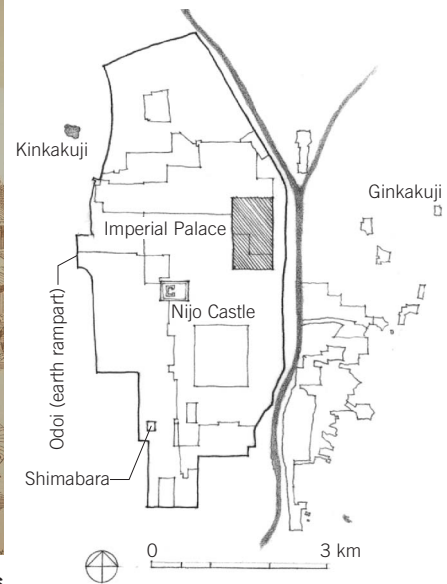 Kinkakuji
Ginkakuji
Imperial Palace
Nijo Castle
Odoi (earth rampart)
Shimabara
0 3 km